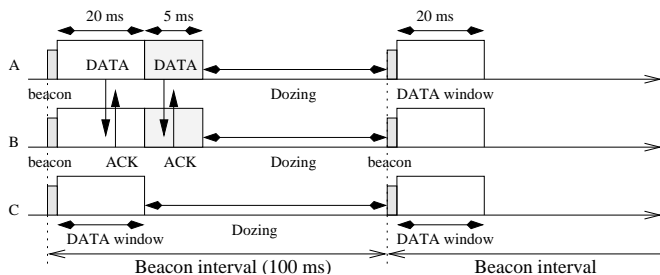 20 ms 5 ms 20 ms
A DATA DATA
beacon Dozing DATA window
B
beacon ACK ACK Dozing beacon
C
DATA window Dozing DATA window
Beacon interval (100 ms) Beacon interval